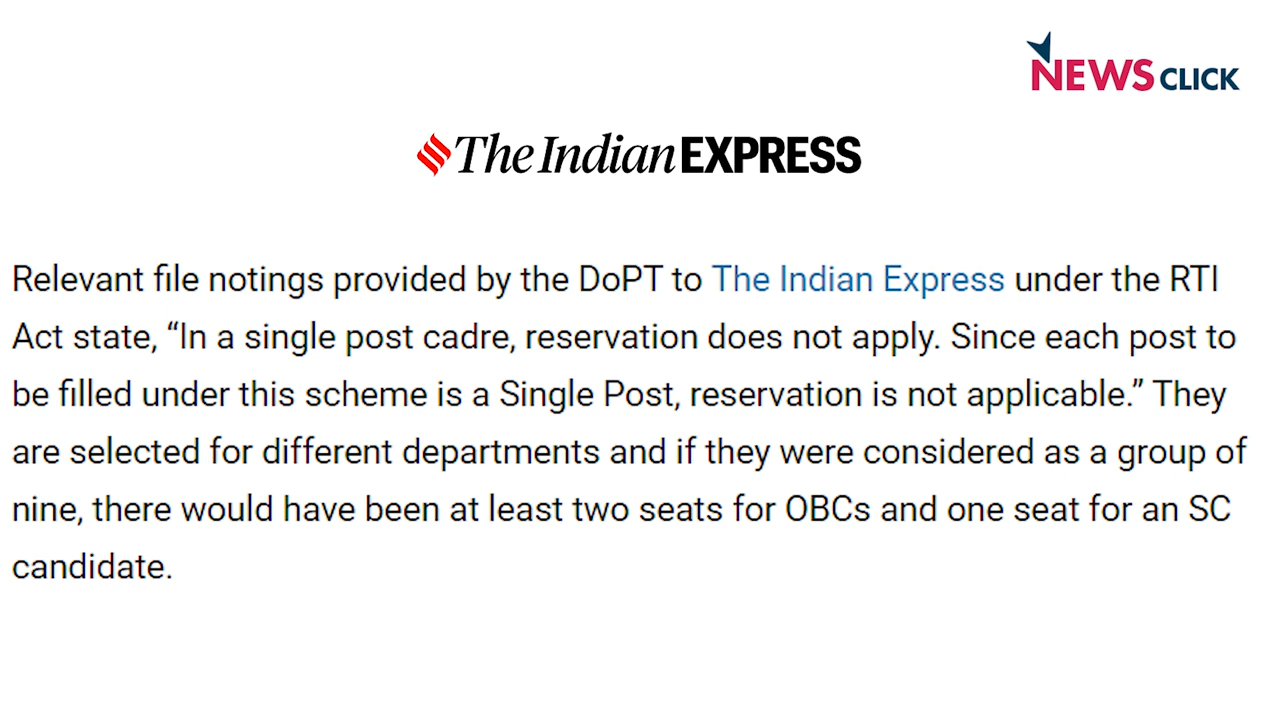 NEWS CLICK
The Indian EXPRESS
Relevant file notings provided by the DoPT to The Indian Express under the RTI
Act state, “In a single post cadre, reservation does not apply. Since each post to
be filled under this scheme is a Single Post, reservation is not applicable.” They
are selected for different departments and if they were considered as a group of
nine, there would have been at least two seats for OBCs and one seat for an SC
candidate.